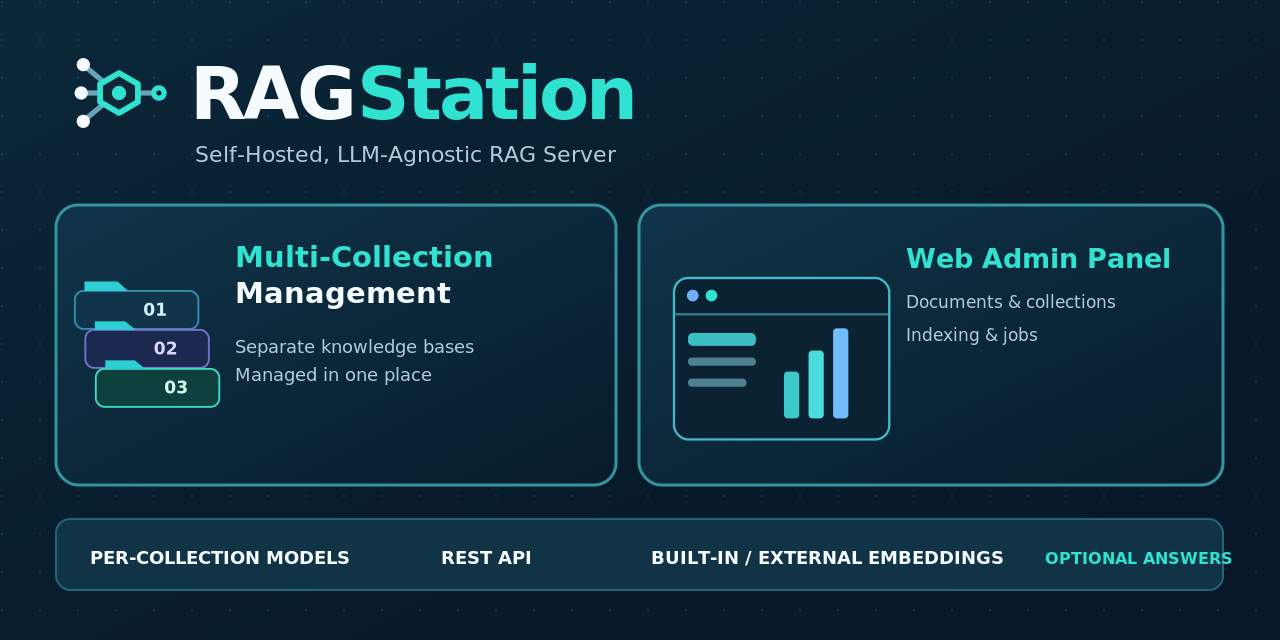 RAGStation
Self-Hosted, LLM-Agnostic RAG Server
Multi-Collection
Management
Separate knowledge bases
Managed in one place
01
02
03
Web Admin Panel
Documents & collections
Indexing & jobs
PER-COLLECTION MODELS
REST API
BUILT-IN / EXTERNAL EMBEDDINGS
OPTIONAL ANSWERS